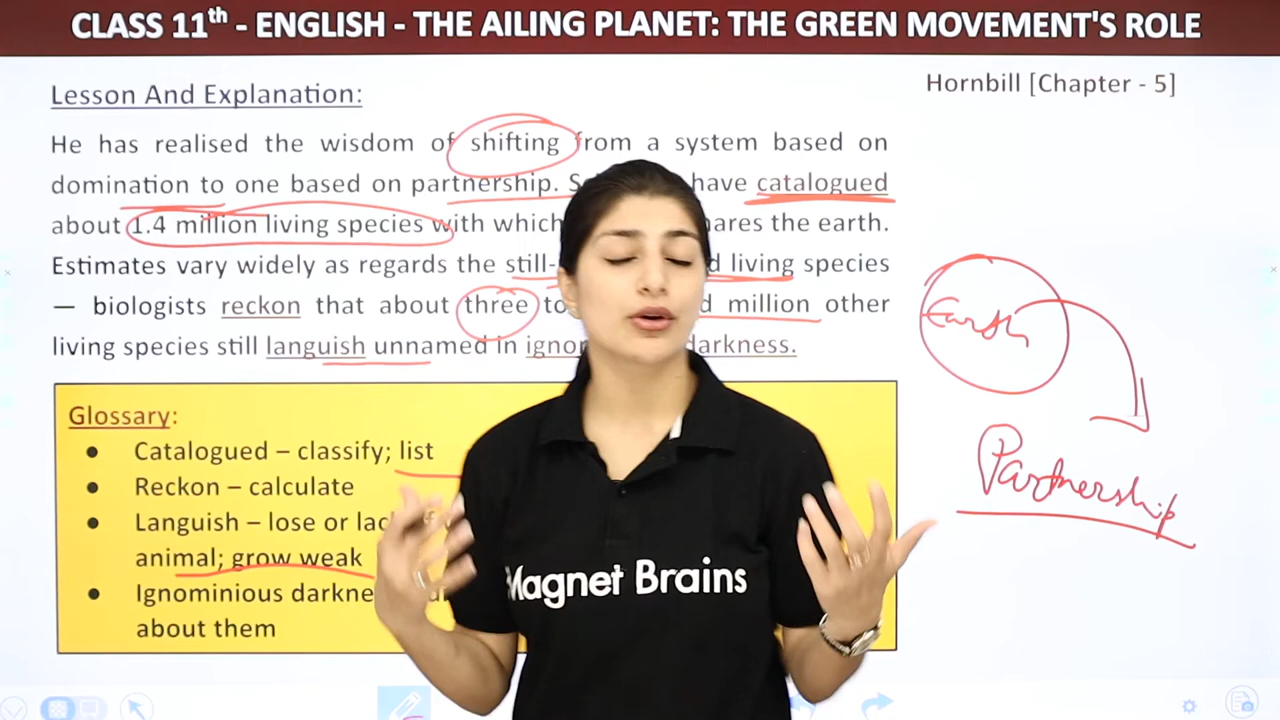 CLASS 11th - ENGLISH - THE AILING PLANET: THE GREEN MOVEMENT'S ROLE
Hornbill [Chapter - 5]
Lesson And Explanation:
He has realised the wisdom of shifting from a system based on
domination to one based on partnership. have catalogued
about 1.4 million living species with which shares the earth.
Estimates vary widely as regards the still- living species
— biologists reckon that about three to million other
living species still languish unnamed in darkness.
Earth
Partnership
Glossary:
• Catalogued – classify; list
• Reckon – calculate
• Languish – lose or
animal; grow weak
• Ignominious
about them
Magnet Brains